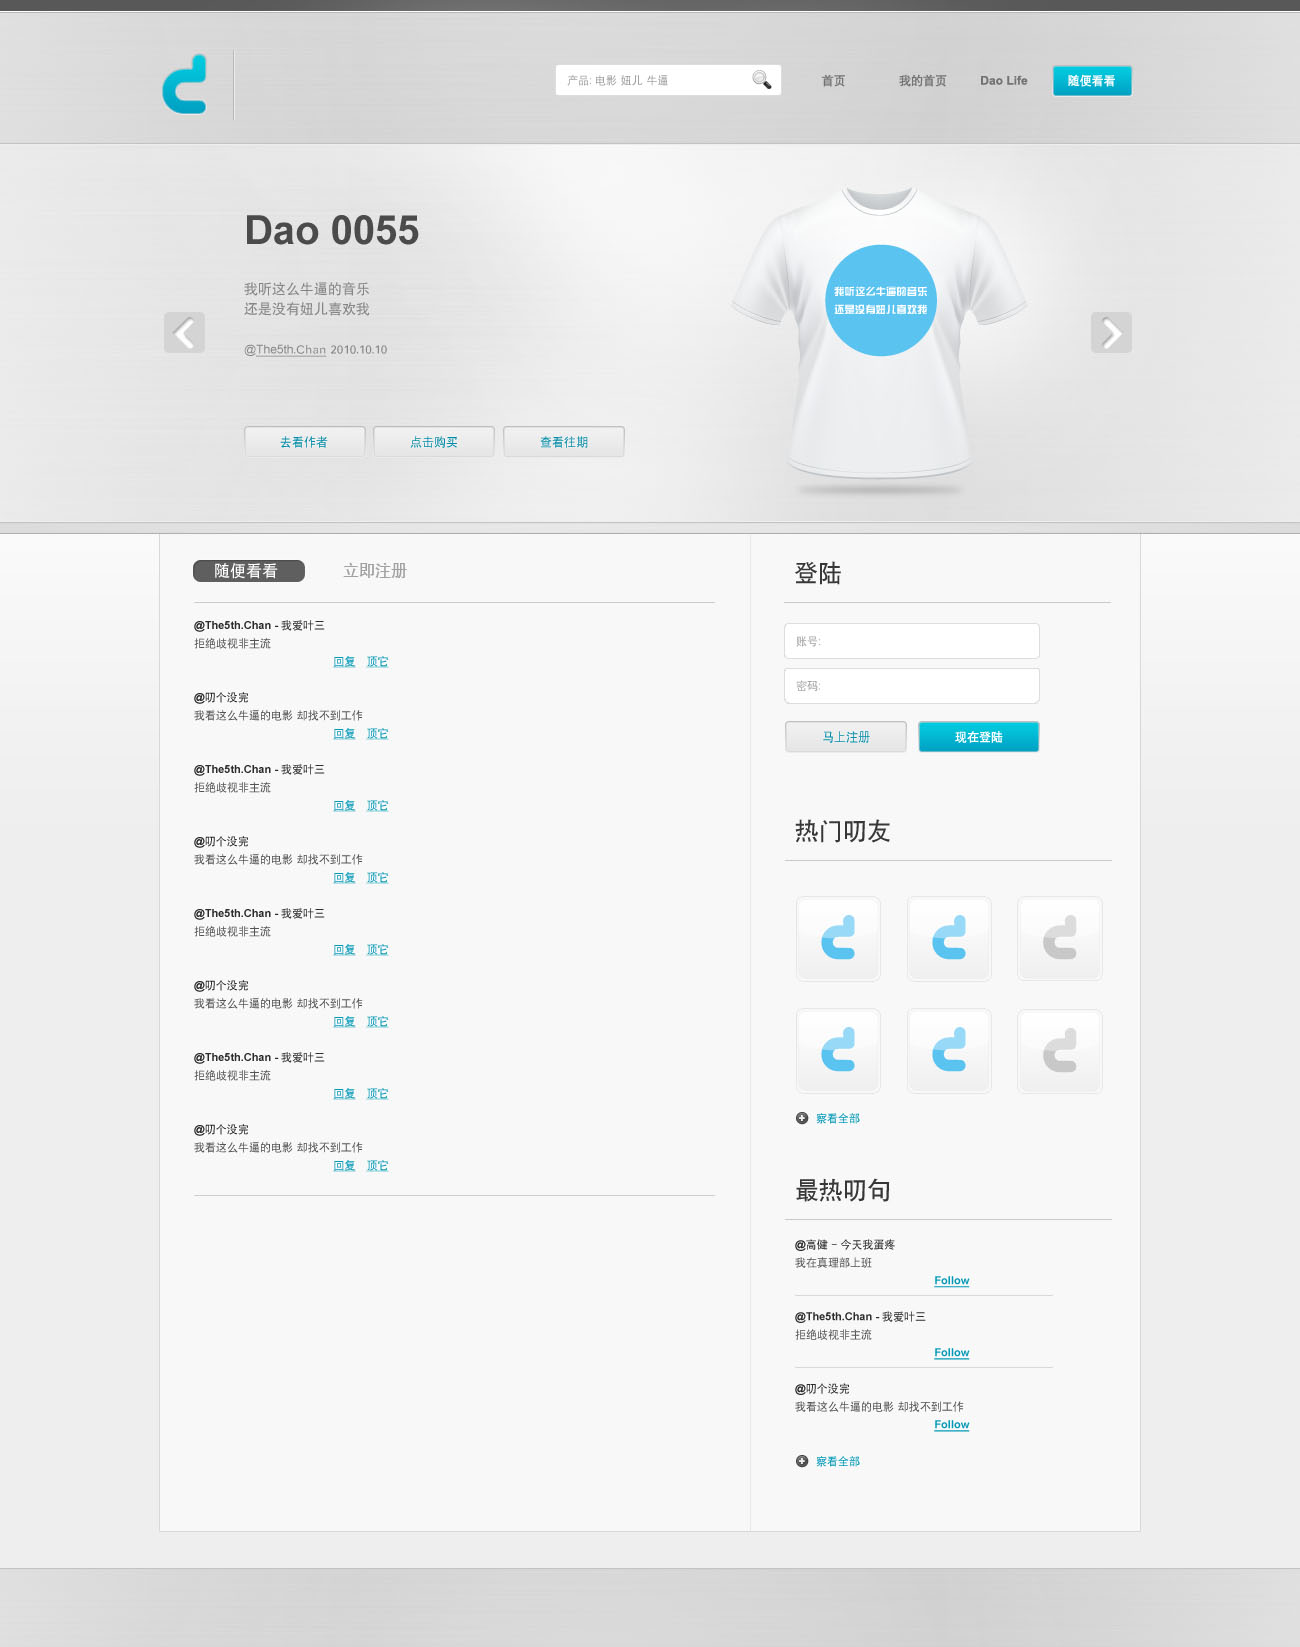 产品: 电影 妞儿 牛逼
首页
我的首页
Dao Life
随便看看
Dao 0055
我听这么牛逼的音乐
还是没有妞儿喜欢我
@The5th.Chan 2010.10.10
去看作者
点击购买
查看往期
我听这么牛逼的音乐
还是没有妞儿喜欢我
随便看看
立即注册
@The5th.Chan - 我爱叶三
拒绝歧视非主流
回复 顶它
@叨个没完
我看这么牛逼的电影 却找不到工作
回复 顶它
@The5th.Chan - 我爱叶三
拒绝歧视非主流
回复 顶它
@叨个没完
我看这么牛逼的电影 却找不到工作
回复 顶它
@The5th.Chan - 我爱叶三
拒绝歧视非主流
回复 顶它
@叨个没完
我看这么牛逼的电影 却找不到工作
回复 顶它
@The5th.Chan - 我爱叶三
拒绝歧视非主流
回复 顶它
@叨个没完
我看这么牛逼的电影 却找不到工作
回复 顶它
登陆
账号:
密码:
马上注册
现在登陆
热门叨友
察看全部
最热叨句
@高健 - 今天我蛋疼
我在真理部上班
Follow
@The5th.Chan - 我爱叶三
拒绝歧视非主流
Follow
@叨个没完
我看这么牛逼的电影 却找不到工作
Follow
察看全部